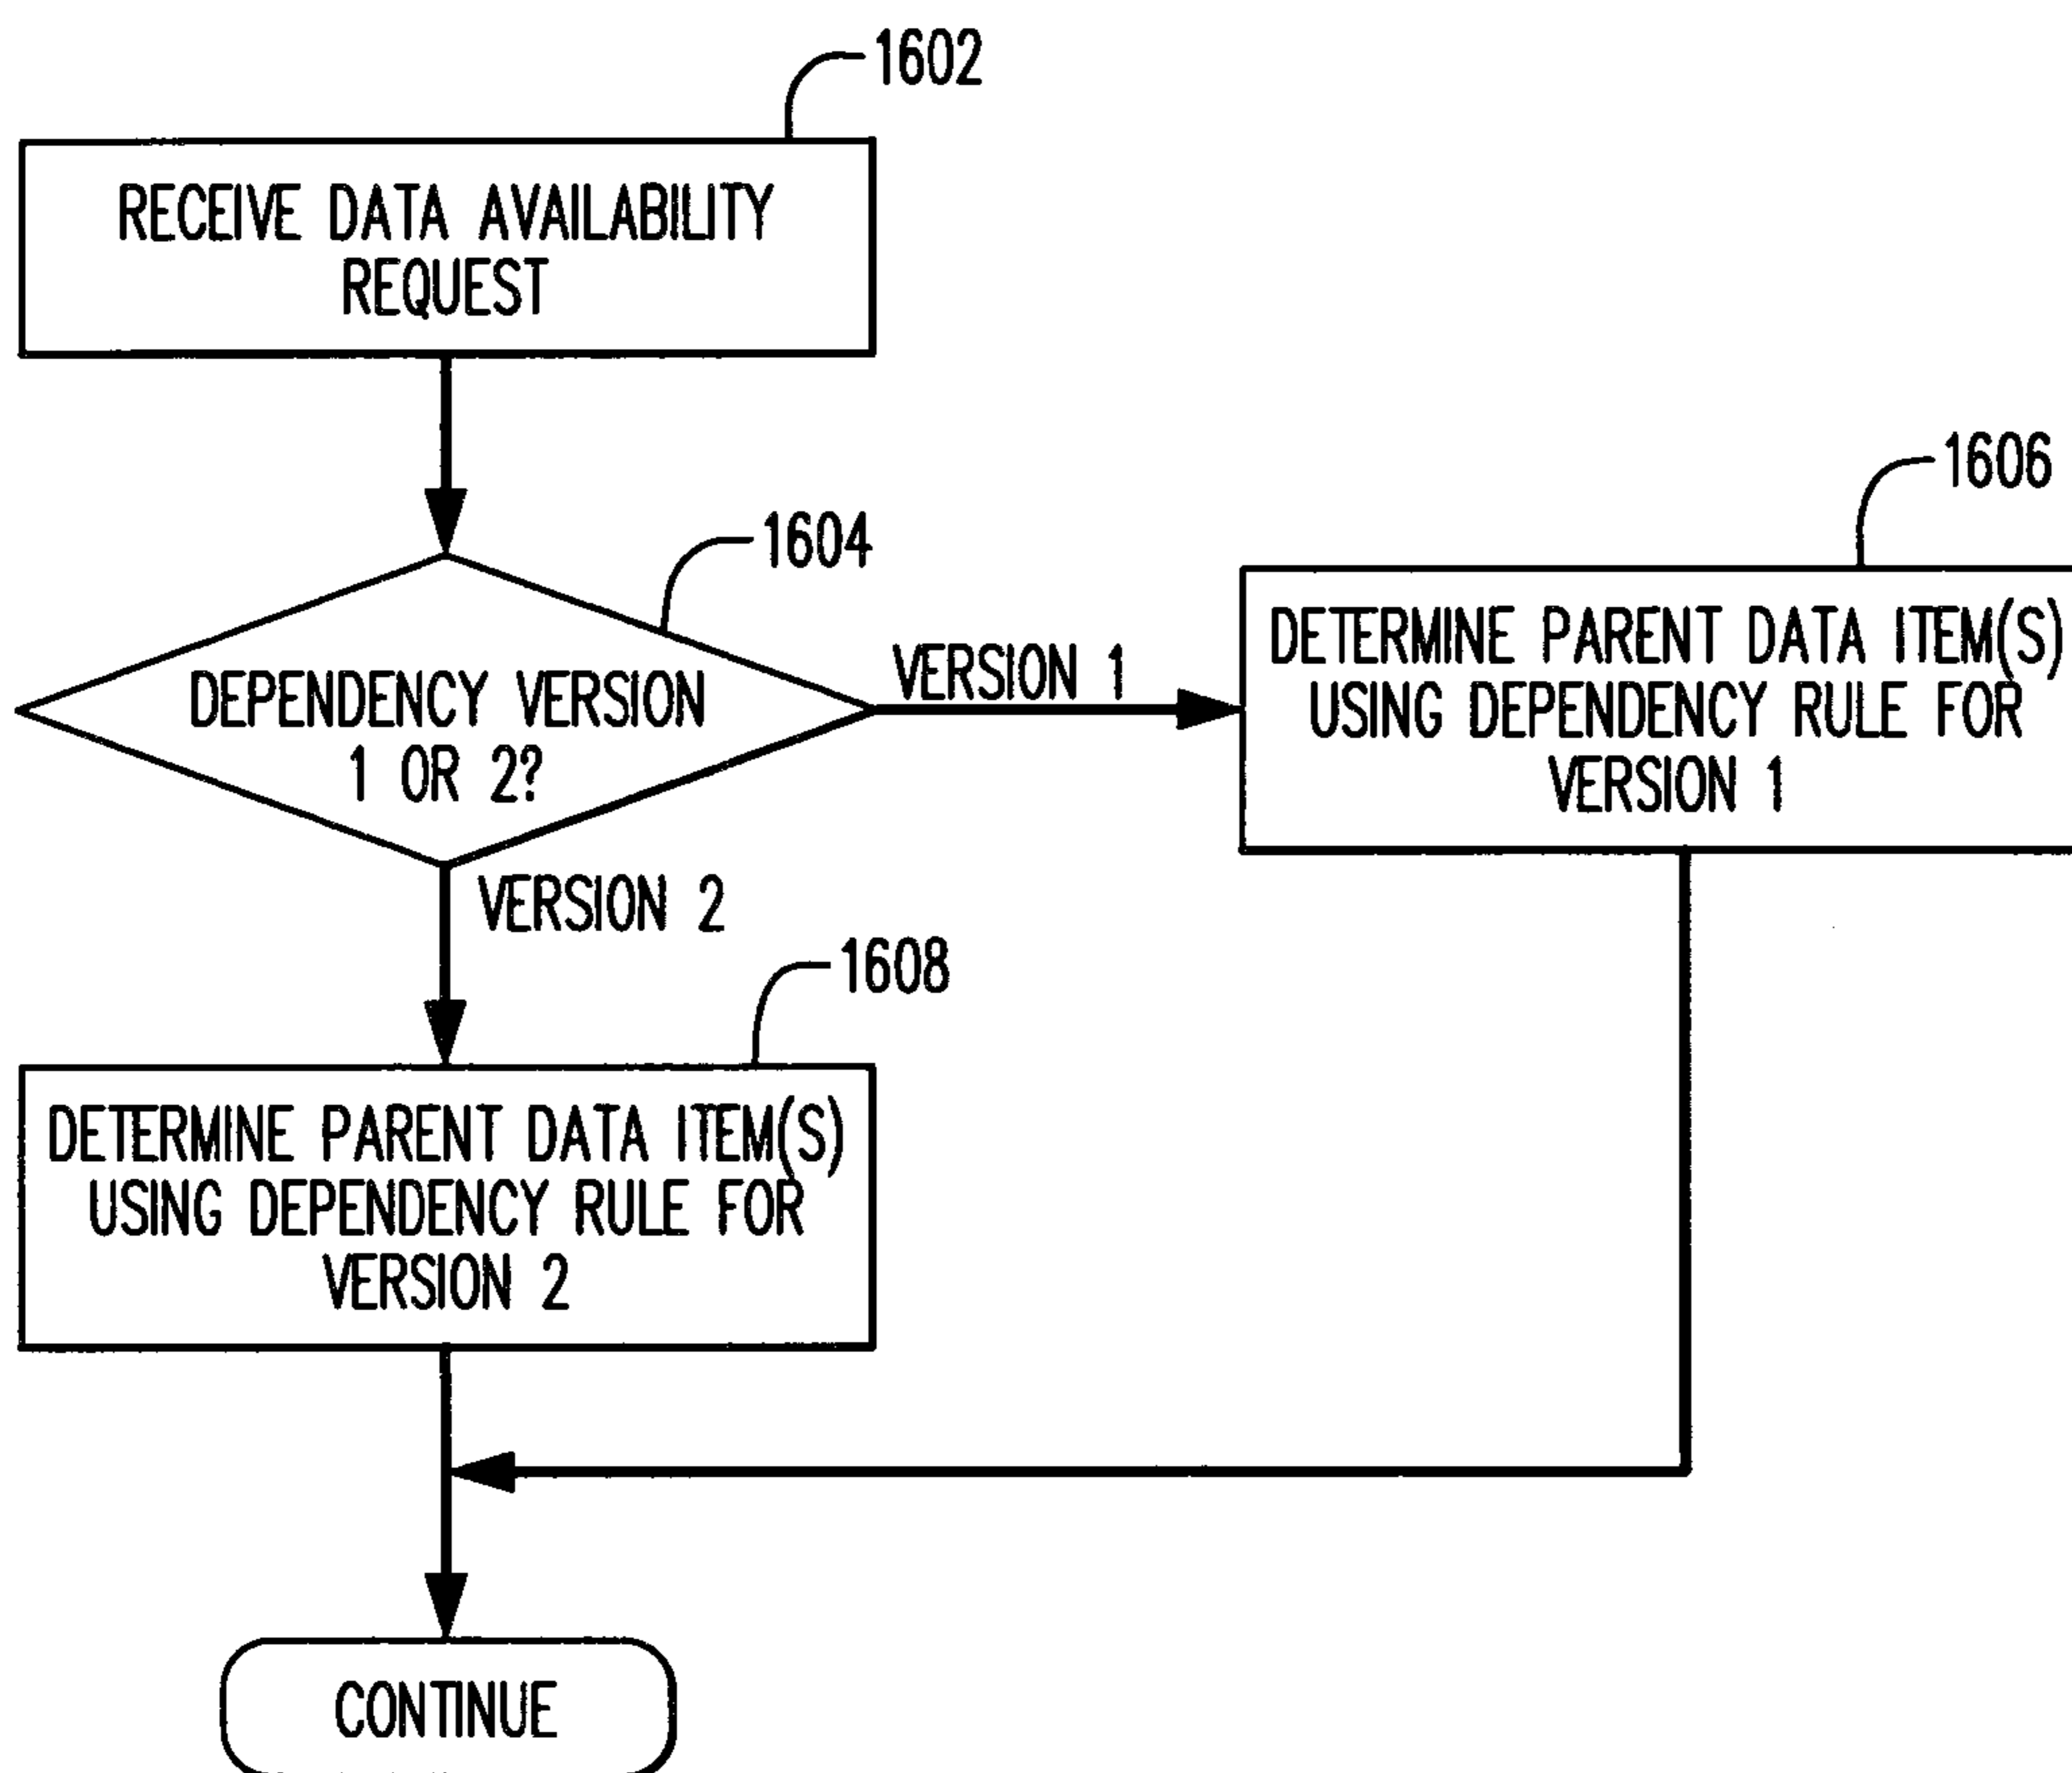 1602
RECEIVE DATA AVAILABILITY
REQUEST
1604
DEPENDENCY VERSION
1 OR 2?
VERSION 1
1606
DETERMINE PARENT DATA ITEM(S)
USING DEPENDENCY RULE FOR
VERSION 1
VERSION 2
1608
DETERMINE PARENT DATA ITEM(S)
USING DEPENDENCY RULE FOR
VERSION 2
CONTINUE